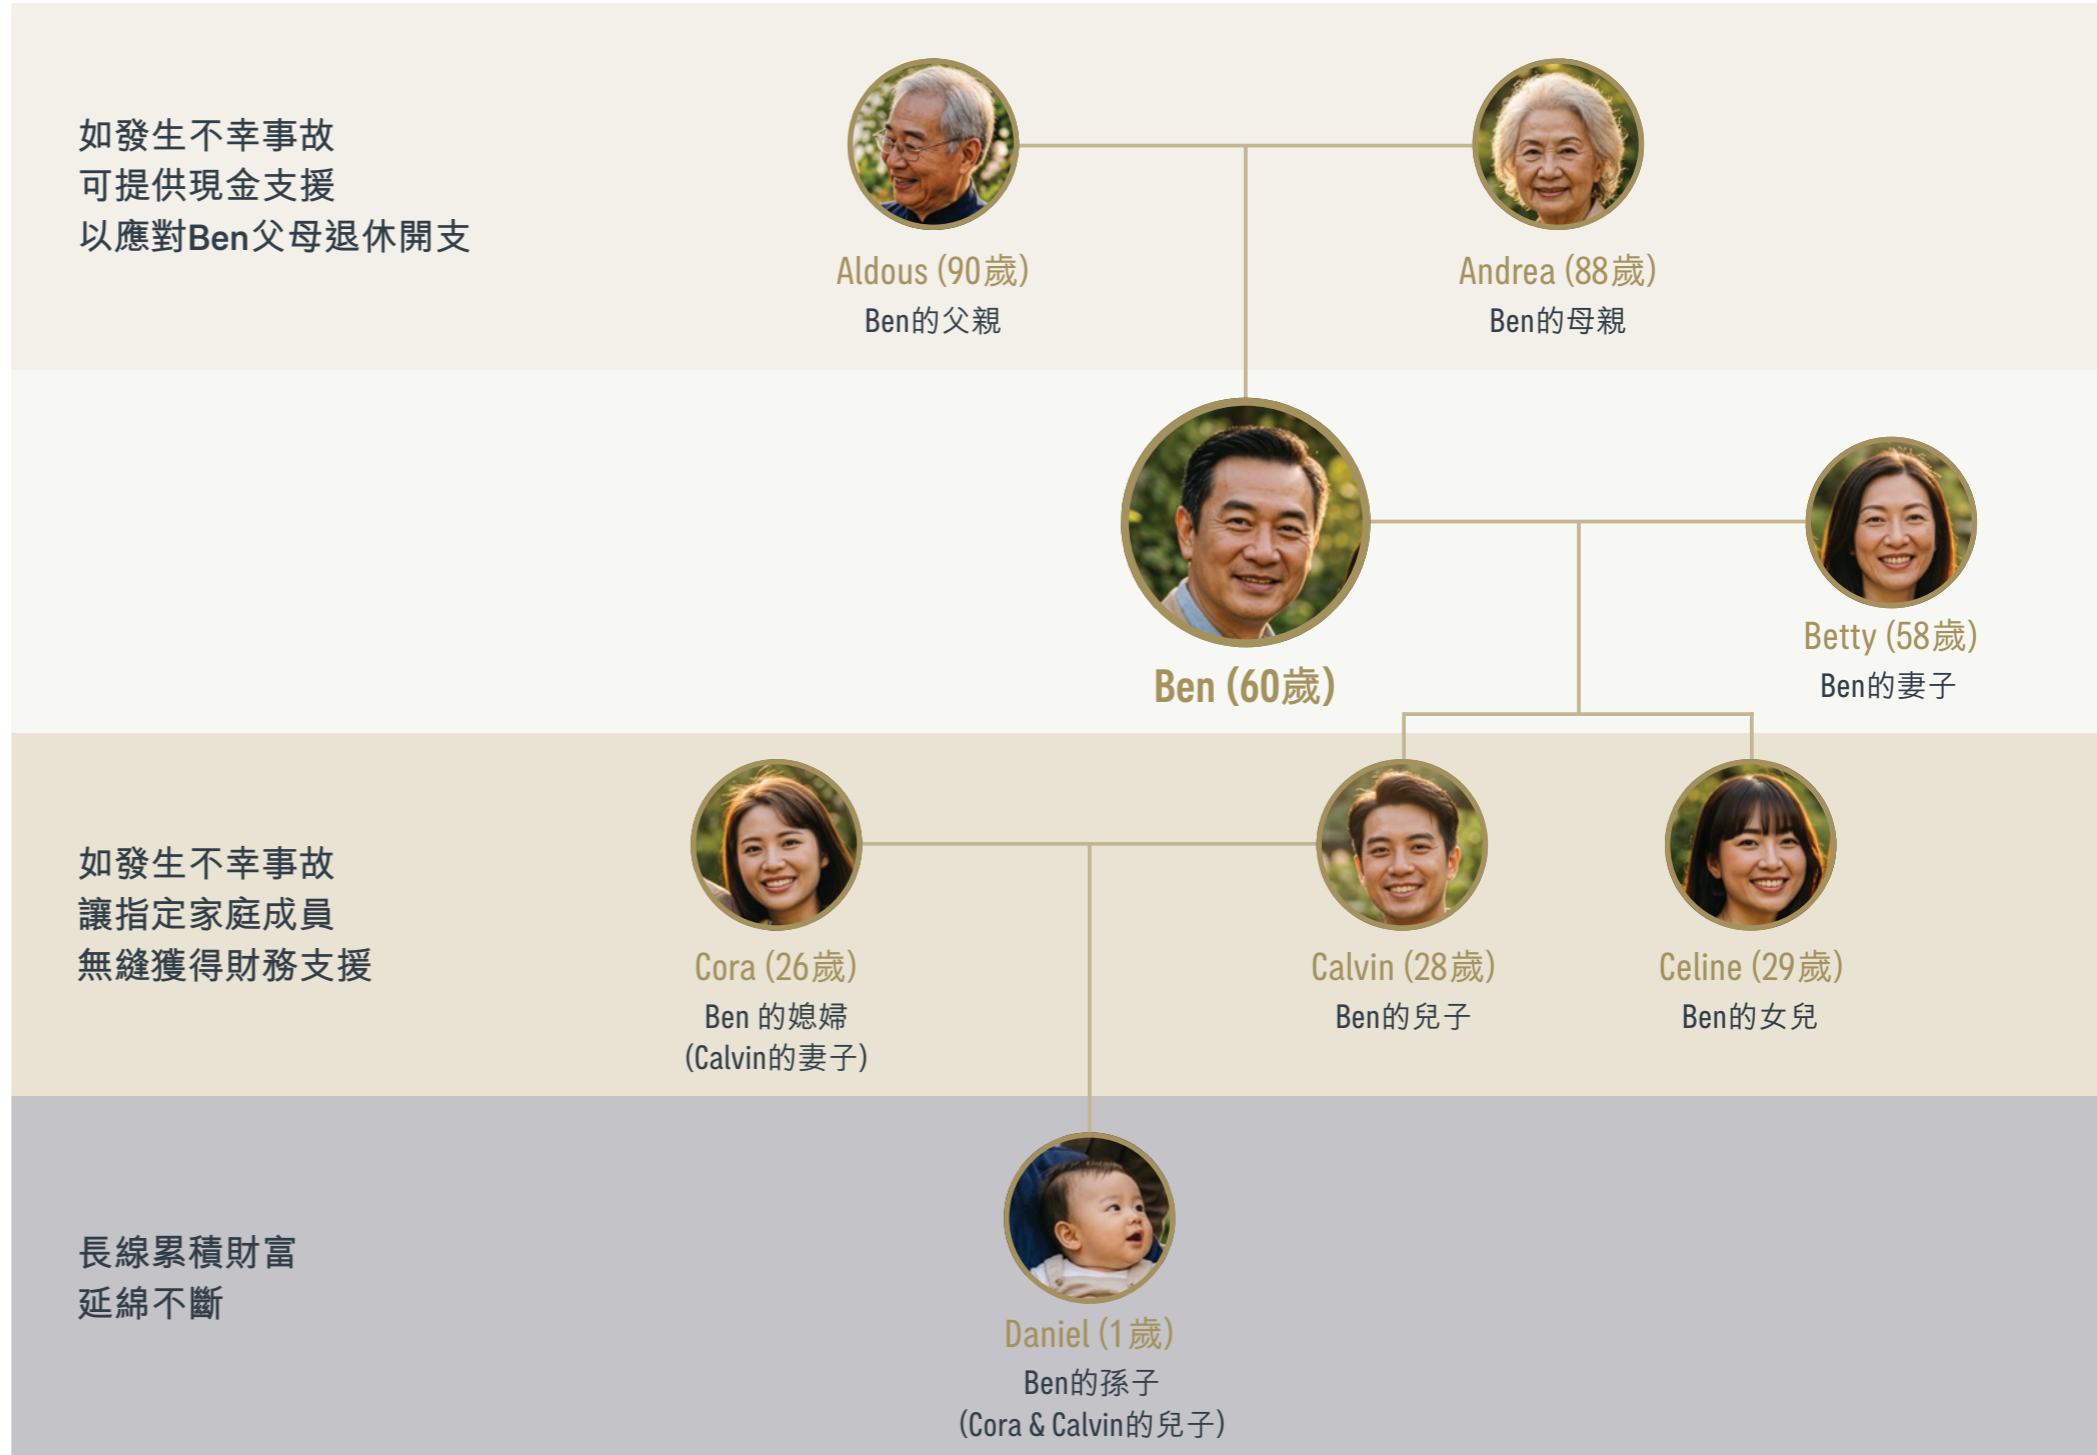 如發生不幸事故
可提供現金支援
以應對Ben父母退休開支
Aldous (90歲)
Ben的父親
Andrea (88歲)
Ben的母親
Ben (60歲)
Betty (58歲)
Ben的妻子
如發生不幸事故
讓指定家庭成員
無縫獲得財務支援
Cora (26歲)
Ben 的媳婦
(Calvin的妻子)
Calvin (28歲)
Ben的兒子
Celine (29歲)
Ben的女兒
長線累積財富
延綿不斷
Daniel (1歲)
Ben的孫子
(Cora & Calvin的兒子)